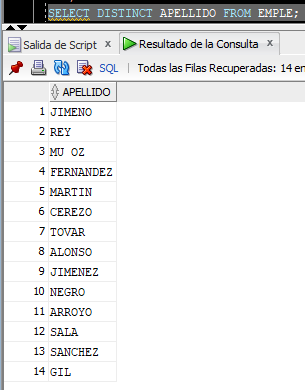 SELECT DISTINCT APELLIDO FROM EMPLE;
Salida de Script x Resultado de la Consulta x
SQL | Todas las Filas Recuperadas: 14 en
APELLIDO
1 JIMENO
2 REY
3 MU OZ
4 FERNANDEZ
5 MARTIN
6 CEREZO
7 TOVAR
8 ALONSO
9 JIMENEZ
10 NEGRO
11 ARROYO
12 SALA
13 SANCHEZ
14 GIL